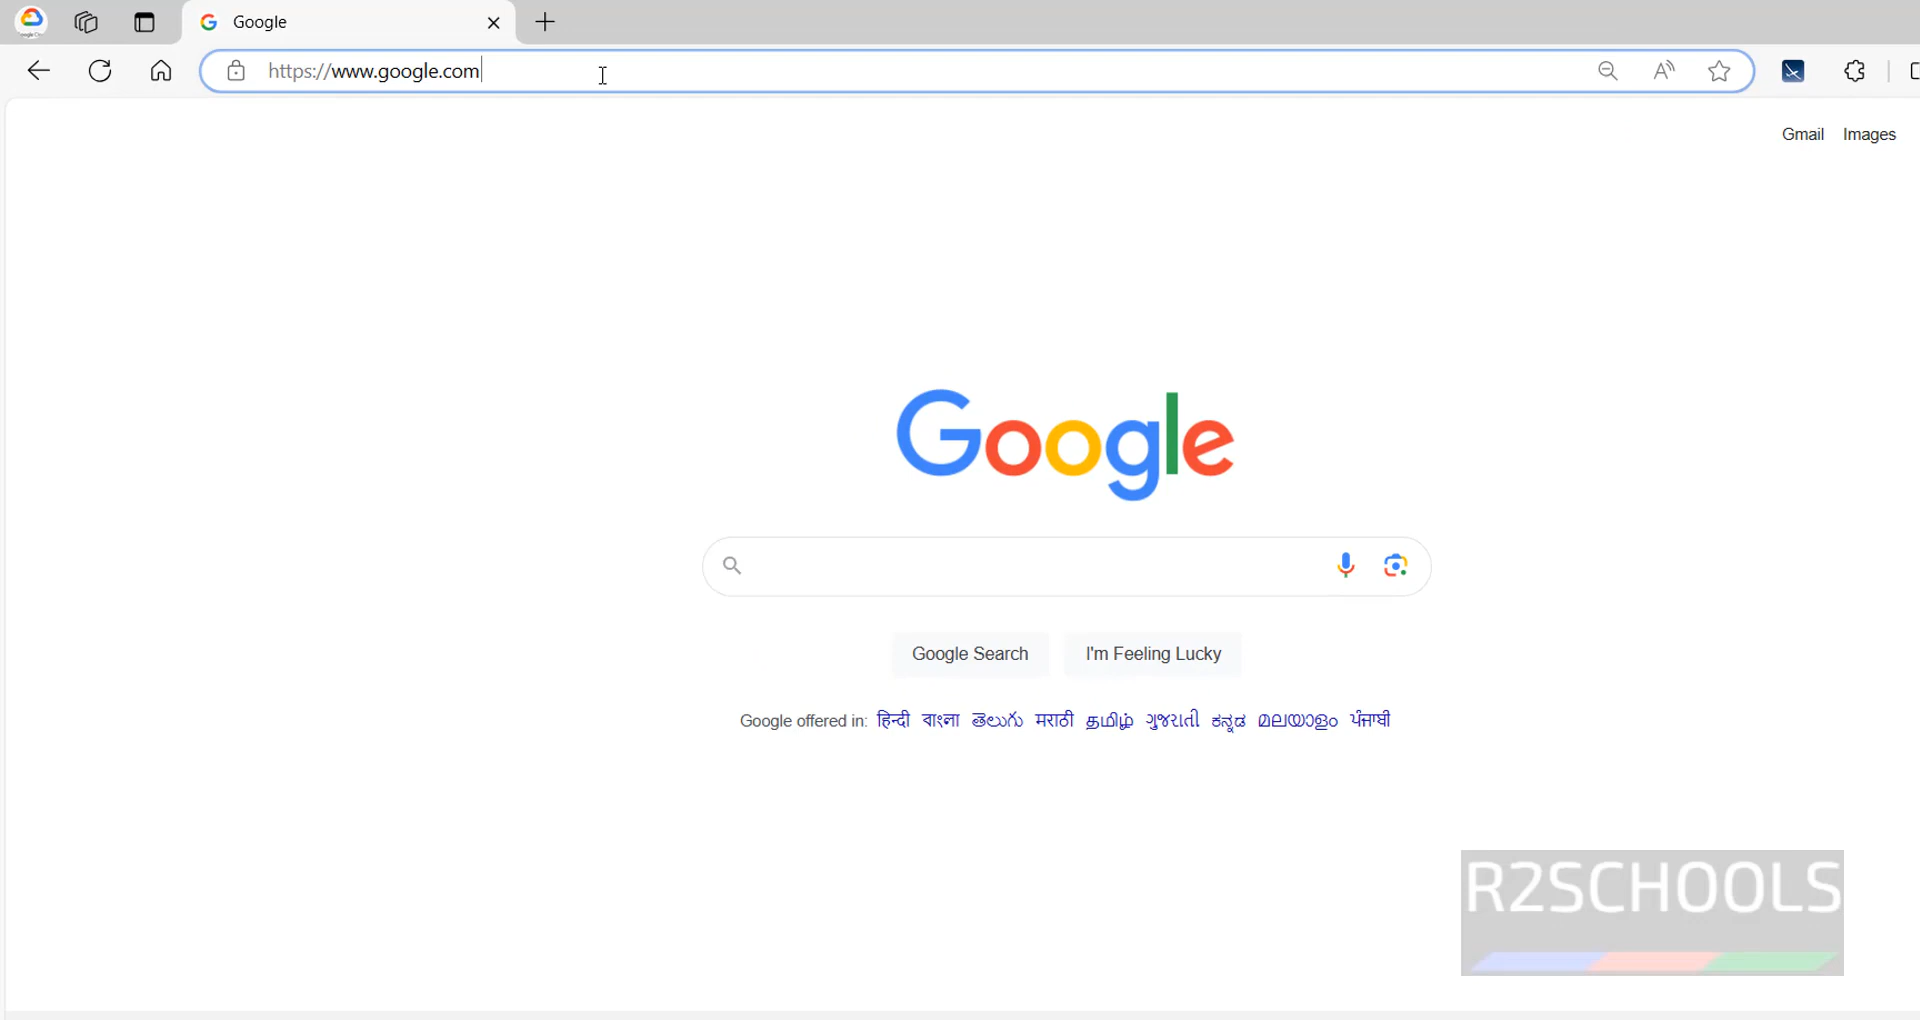 Google
https://www.google.com
Gmail Images
Google
Google Search I'm Feeling Lucky
Google offered in: हिन्दी বাংলা తెలుగు मराठी தமிழ் ગુજરાતી ಕನ್ನಡ മലയാളം ਪੰਜਾਬੀ
R2SCHOOLS